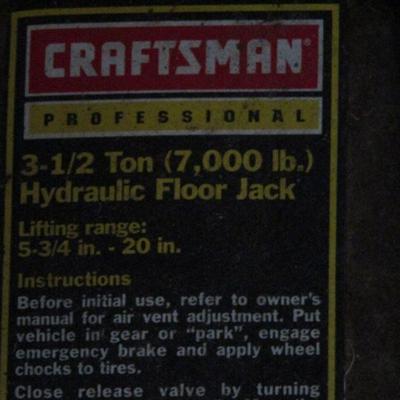 CRAFTSMAN®
PROFESSIONAL
3-1/2 Ton (7,000 lb.)
Hydraulic Floor Jack
Lifting range:
5-3/4 in. - 20 in.
Instructions
Before initial use, refer to owner's
manual for air vent adjustment. Put
vehicle in gear or “park”, engage
emergency brake and apply wheel
chocks to tires.
Close release valve by turning